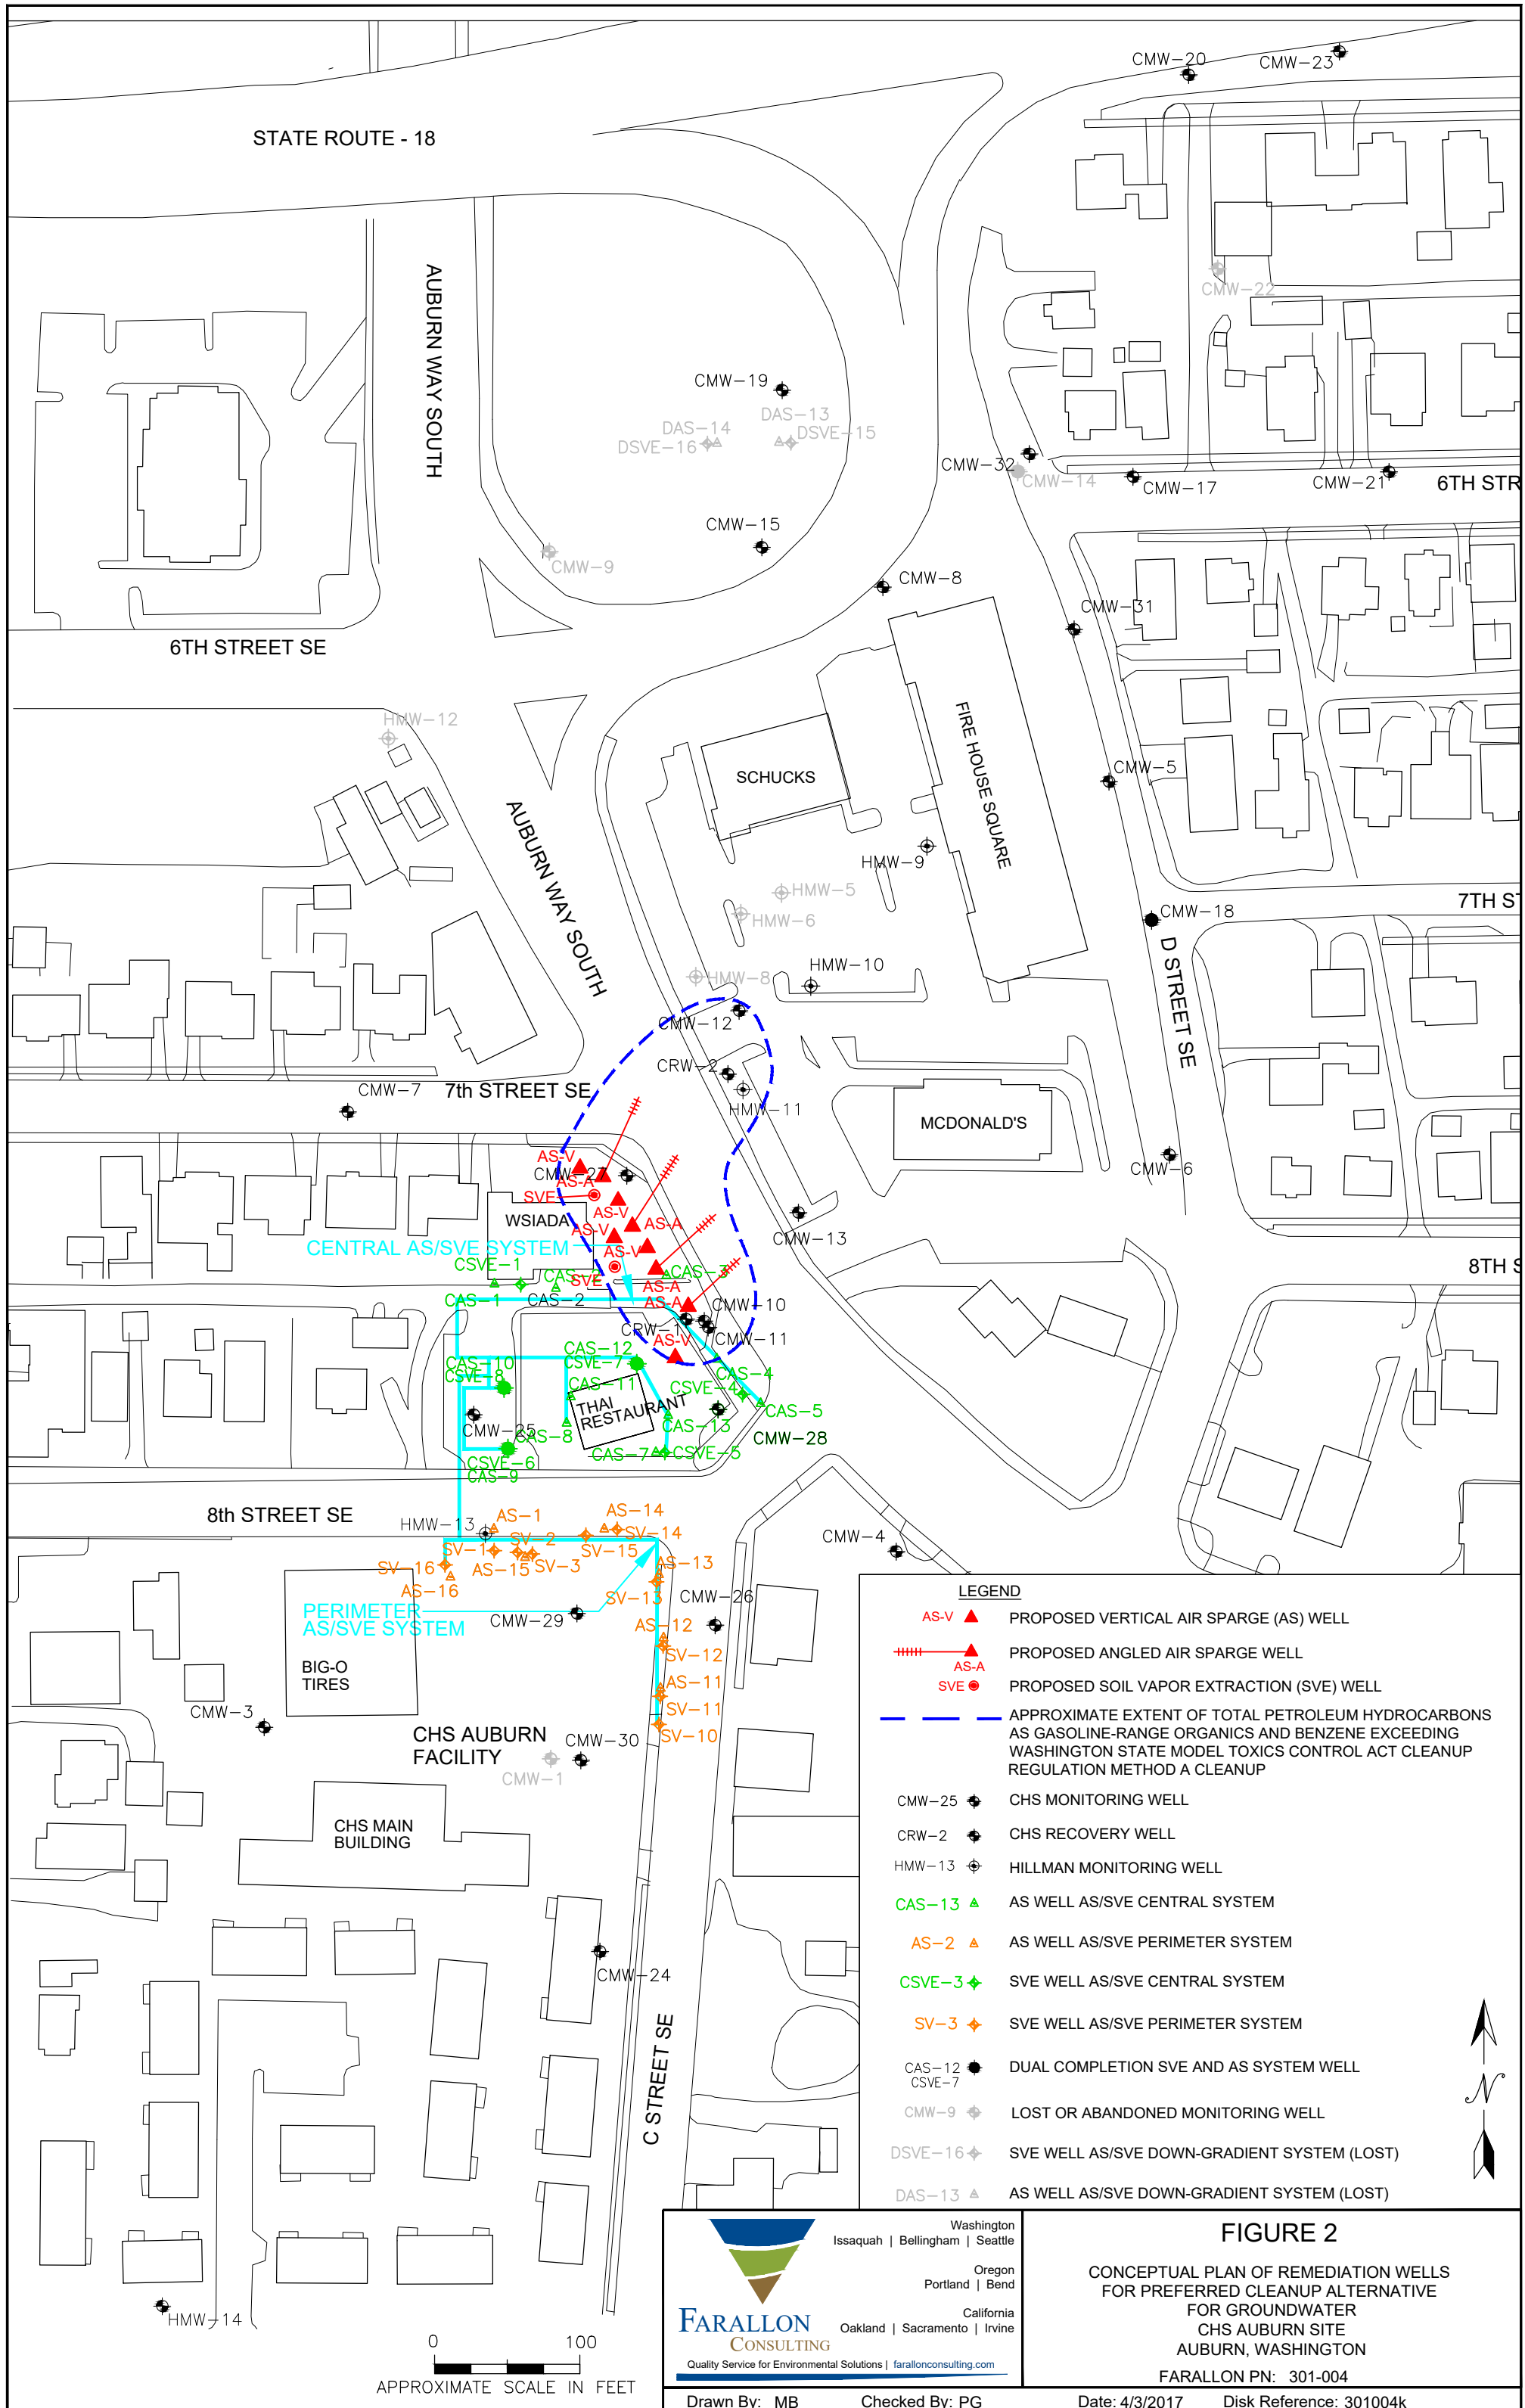 CMW-20
CMW-23
STATE ROUTE - 18
AUBURN WAY SOUTH
CMW-22
CMW-19
DAS-13
DAS-14
DSVE-15
DSVE-16
CMW-32
CMW-14
CMW-17
CMW-21
6TH STR
CMW-15
CMW-9
CMW-8
CMW-31
6TH STREET SE
HMW-12
FIRE HOUSE SQUARE
SCHUCKS
CMW-5
AUBURN WAY SOUTH
HMW-9
HMW-5
HMW-6
7TH ST
CMW-18
D STREET SE
HMW-8
HMW-10
CMW-12
CRW-2
7th STREET SE
CMW-7
HMW-11
MCDONALD'S
AS-V
CMW-27
AS-A
CMW-6
SVE
AS-V
WSIADA
AS-V
AS-A
CMW-13
CENTRAL AS/SVE SYSTEM
AS-V
CSVE-1
CAS-2
SVE
CAS-3
8TH S
AS-A
CAS-1
CAS-2
AS-A
CMW-10
CRW-1
CMW-11
AS-V
CAS-12
CSVE-7
CAS-10
CSVE-8
CAS-4
CAS-11
CSVE-4
THAI
RESTAURANT
CAS-5
CMW-25
CAS-8
CAS-13
CMW-28
CAS-7
CSVE-5
CSVE-6
CAS-9
8th STREET SE
HMW-13
AS-1
AS-14
SV-14
SV-2
SV-1
SV-15
CMW-4
SV-16
AS-15
SV-3
AS-13
AS-16
SV-13
PERIMETER
AS/SVE SYSTEM
CMW-29
CMW-26
AS-12
SV-12
BIG-O
TIRES
AS-11
SV-11
CMW-3
SV-10
CHS AUBURN
FACILITY
CMW-30
CMW-1
CHS MAIN
BUILDING
CMW-24
C STREET SE
HMW-14
0 100
APPROXIMATE SCALE IN FEET
LEGEND
AS-V PROPOSED VERTICAL AIR SPARGE (AS) WELL
AS-A PROPOSED ANGLED AIR SPARGE WELL
SVE PROPOSED SOIL VAPOR EXTRACTION (SVE) WELL
APPROXIMATE EXTENT OF TOTAL PETROLEUM HYDROCARBONS
AS GASOLINE-RANGE ORGANICS AND BENZENE EXCEEDING
WASHINGTON STATE MODEL TOXICS CONTROL ACT CLEANUP
REGULATION METHOD A CLEANUP
CMW-25 CHS MONITORING WELL
CRW-2 CHS RECOVERY WELL
HMW-13 HILLMAN MONITORING WELL
CAS-13 AS WELL AS/SVE CENTRAL SYSTEM
AS-2 AS WELL AS/SVE PERIMETER SYSTEM
CSVE-3 SVE WELL AS/SVE CENTRAL SYSTEM
SV-3 SVE WELL AS/SVE PERIMETER SYSTEM
CAS-12 DUAL COMPLETION SVE AND AS SYSTEM WELL
CSVE-7
CMW-9 LOST OR ABANDONED MONITORING WELL
DSVE-16 SVE WELL AS/SVE DOWN-GRADIENT SYSTEM (LOST)
DAS-13 AS WELL AS/SVE DOWN-GRADIENT SYSTEM (LOST)
N
FARALLON
CONSULTING
Washington
Issaquah | Bellingham | Seattle
Oregon
Portland | Bend
California
Oakland | Sacramento | Irvine
Quality Service for Environmental Solutions | farallonconsulting.com
FIGURE 2
CONCEPTUAL PLAN OF REMEDIATION WELLS
FOR PREFERRED CLEANUP ALTERNATIVE
FOR GROUNDWATER
CHS AUBURN SITE
AUBURN, WASHINGTON
FARALLON PN: 301-004
Drawn By: MB Checked By: PG Date: 4/3/2017 Disk Reference: 301004k